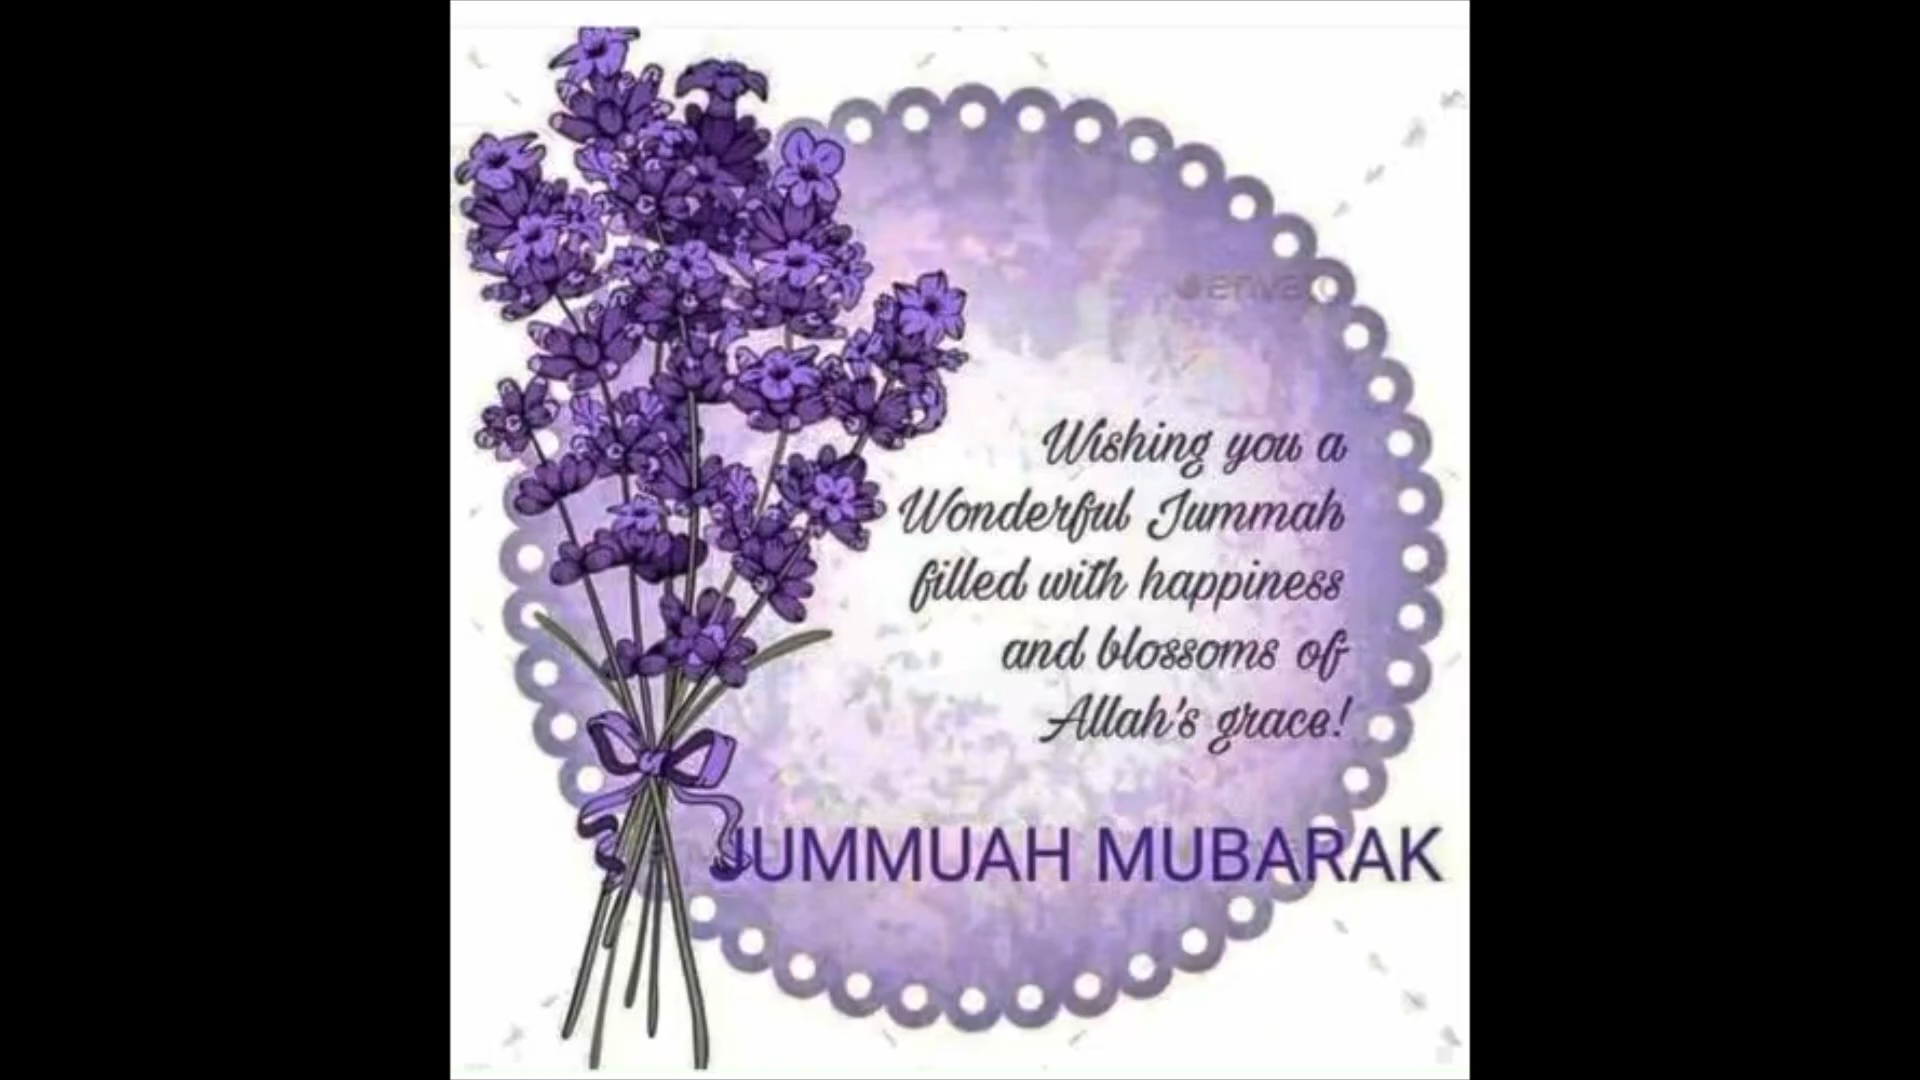 Wishing you a
Wonderful Jummah
filled with happiness
and blossoms of
Allah's grace!
JUMMUAH MUBARAK